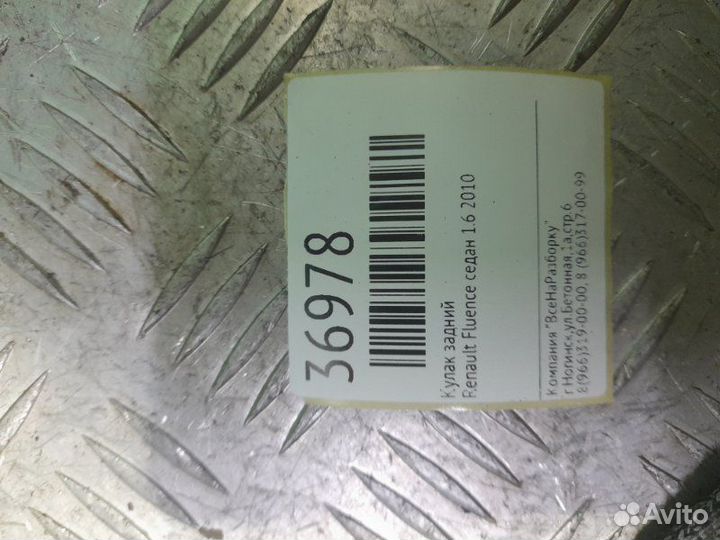 36978
Кулак задний
Renault Fluence седан 1.6 2010
Компания "ВсеНаРазборку"
г Ногинск,ул.Бетонная,1а,стр 6
8(966)319-00-00, 8 (966)317-00-99
Avito